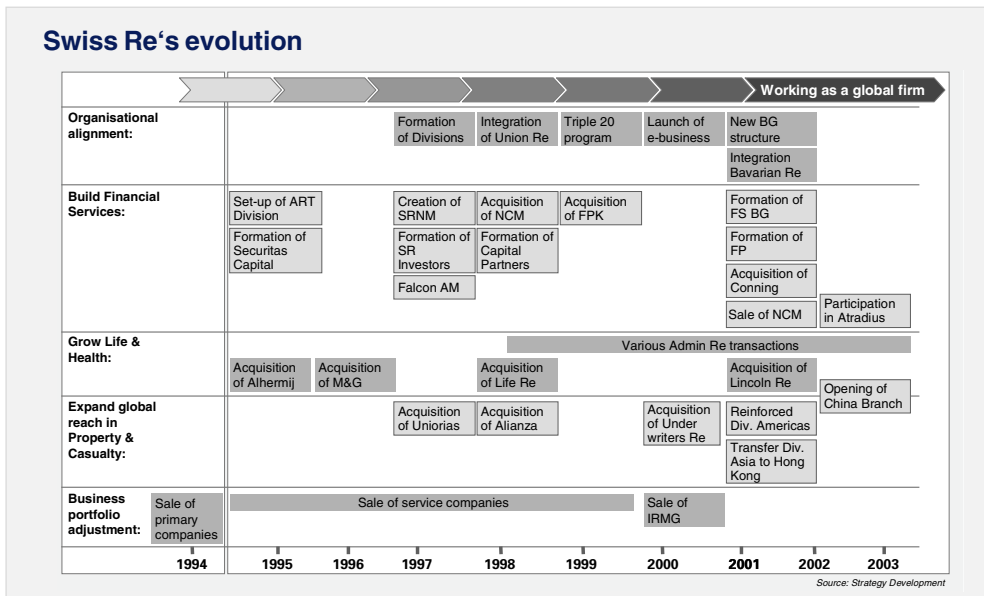 Swiss Re‘s evolution
Working as a global firm
Organisational
alignment:
Formation
of Divisions
Integration
of Union Re
Triple 20
program
Launch of
e-business
New BG
structure
Integration
Bavarian Re
Build Financial
Services:
Set-up of ART
Division
Creation of
SRNM
Acquisition
of NCM
Acquisition
of FPK
Formation of
FS BG
Formation of
Securitas
Capital
Formation of
SR
Investors
Formation of
Capital
Partners
Formation of
FP
Falcon AM
Acquisition of
Conning
Sale of NCM
Participation
in Atradius
Grow Life &
Health:
Various Admin Re transactions
Acquisition
of Alhermij
Acquisition
of M&G
Acquisition
of Life Re
Acquisition of
Lincoln Re
Opening of
China Branch
Expand global
reach in
Property &
Casualty:
Acquisition
of Uniorias
Acquisition
of Alianza
Acquisition
of Under
writers Re
Reinforced
Div. Americas
Transfer Div.
Asia to Hong
Kong
Business
portfolio
adjustment:
Sale of
primary
companies
Sale of service companies
Sale of
IRMG
1994 1995 1996 1997 1998 1999 2000 2001 2002 2003
Source: Strategy Development